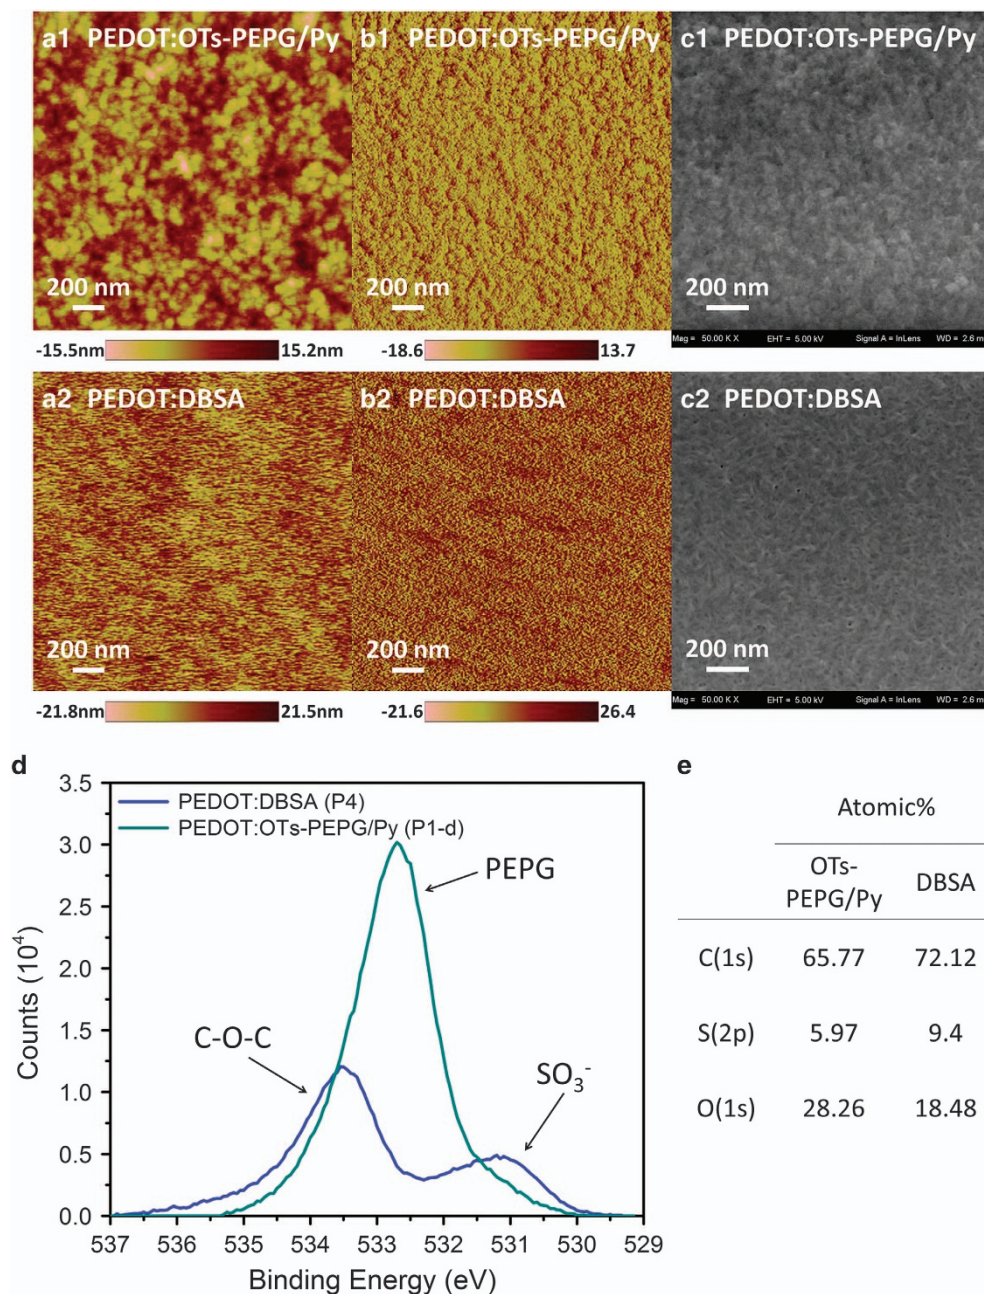 a1 PEDOT:OTs-PEPG/Py
b1 PEDOT:OTs-PEPG/Py
c1 PEDOT:OTs-PEPG/Py
200 nm
200 nm
200 nm
Mag = 50.00 K X EHT = 5.00 kV Signal A = InLens WD = 2.6 m
-15.5nm 15.2nm
-18.6 13.7
a2 PEDOT:DBSA
b2 PEDOT:DBSA
c2 PEDOT:DBSA
200 nm
200 nm
200 nm
Mag = 50.00 K X EHT = 5.00 kV Signal A = InLens WD = 2.6 m
-21.8nm 21.5nm
-21.6 26.4
d
3.5
3.0
2.5
2.0
1.5
1.0
0.5
0.0
Counts (10⁴)
PEDOT:DBSA (P4)
PEDOT:OTs-PEPG/Py (P1-d)
PEPG
C-O-C
SO₃⁻
537 536 535 534 533 532 531 530 529
Binding Energy (eV)
e
Atomic%
OTs-
PEPG/Py DBSA
C(1s) 65.77 72.12
S(2p) 5.97 9.4
O(1s) 28.26 18.48